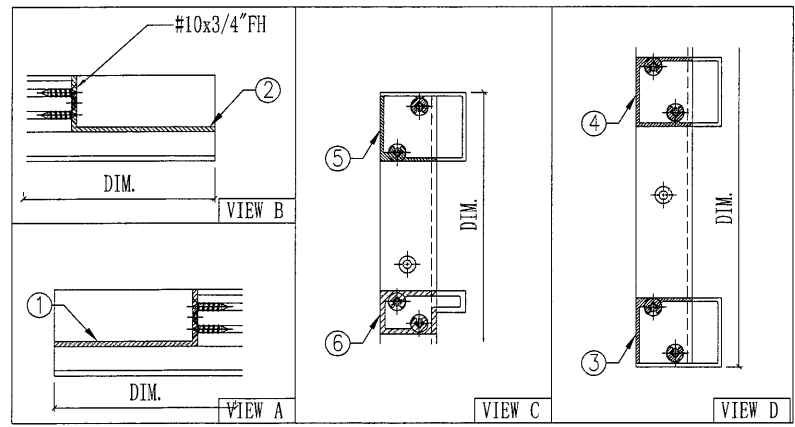 #10x3/4"FH
2
DIM.
VIEW B
1
DIM.
VIEW A
5
DIM.
6
VIEW C
4
DIM.
3
VIEW D